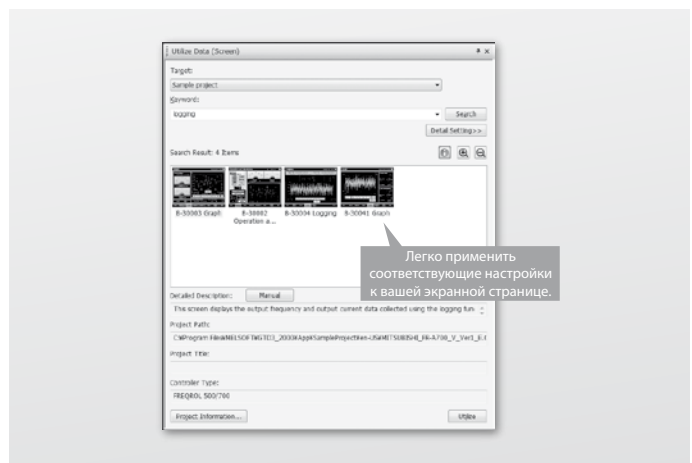 Utilize Data (Screen)
Target:
Sample project
Keyword:
logging
Search
Detail Setting>>
Search Result: 4 Items
B-30003 Graph
B-30002 Operation a...
B-30004 Logging
B-30041 Graph
Легко применить
соответствующие настройки
к вашей экранной странице.
Detailed Description:
Manual
This screen displays the output frequency and output current data collected using the logging fun
Project Path:
Project Title:
Controller Type:
FREQROL 500/700
Project Information...
Utilize